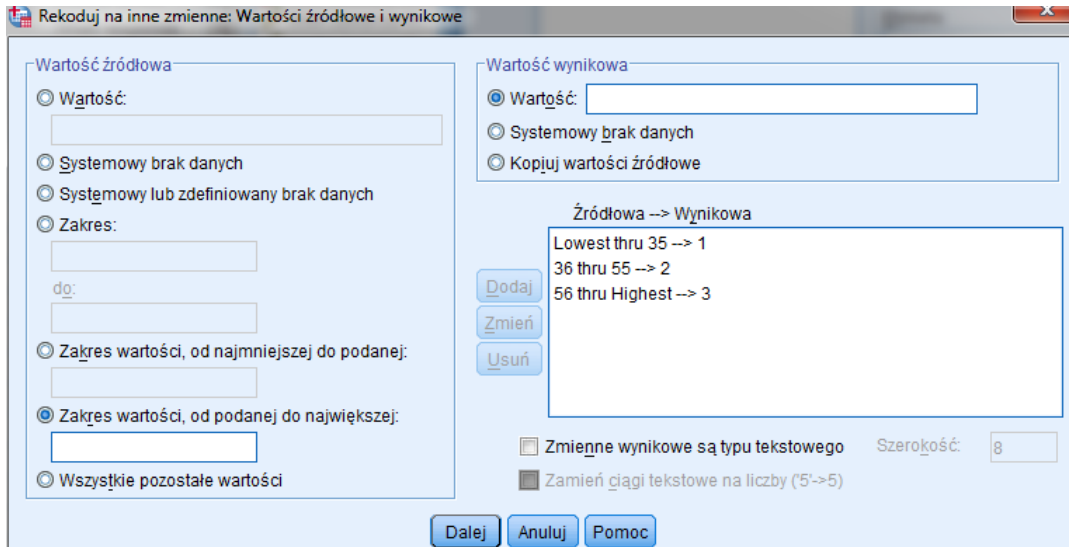 Rekoduj na inne zmienne: Wartości źródłowe i wynikowe
Wartość źródłowa
Wartość:
Systemowy brak danych
Systemowy lub zdefiniowany brak danych
Zakres:
do:
Zakres wartości, od najmniejszej do podanej:
Zakres wartości, od podanej do największej:
Wszystkie pozostałe wartości
Wartość wynikowa
Wartość:
Systemowy brak danych
Kopiuj wartości źródłowe
Źródłowa --> Wynikowa
Dodaj
Zmień
Usuń
Lowest thru 35 --> 1
36 thru 55 --> 2
56 thru Highest --> 3
Zmienne wynikowe są typu tekstowego
Szerokość:
8
Zamień ciągi tekstowe na liczby ('5'->5)
Dalej
Anuluj
Pomoc